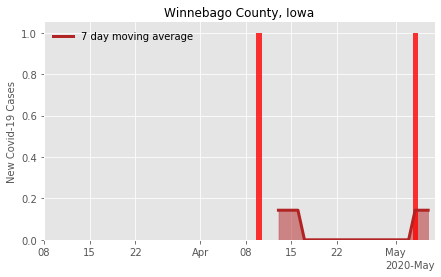 Winnebago County, Iowa
7 day moving average
New Covid-19 Cases
1.0
0.8
0.6
0.4
0.2
0.0
08 15 22 Apr 08 15 22 May
2020-May